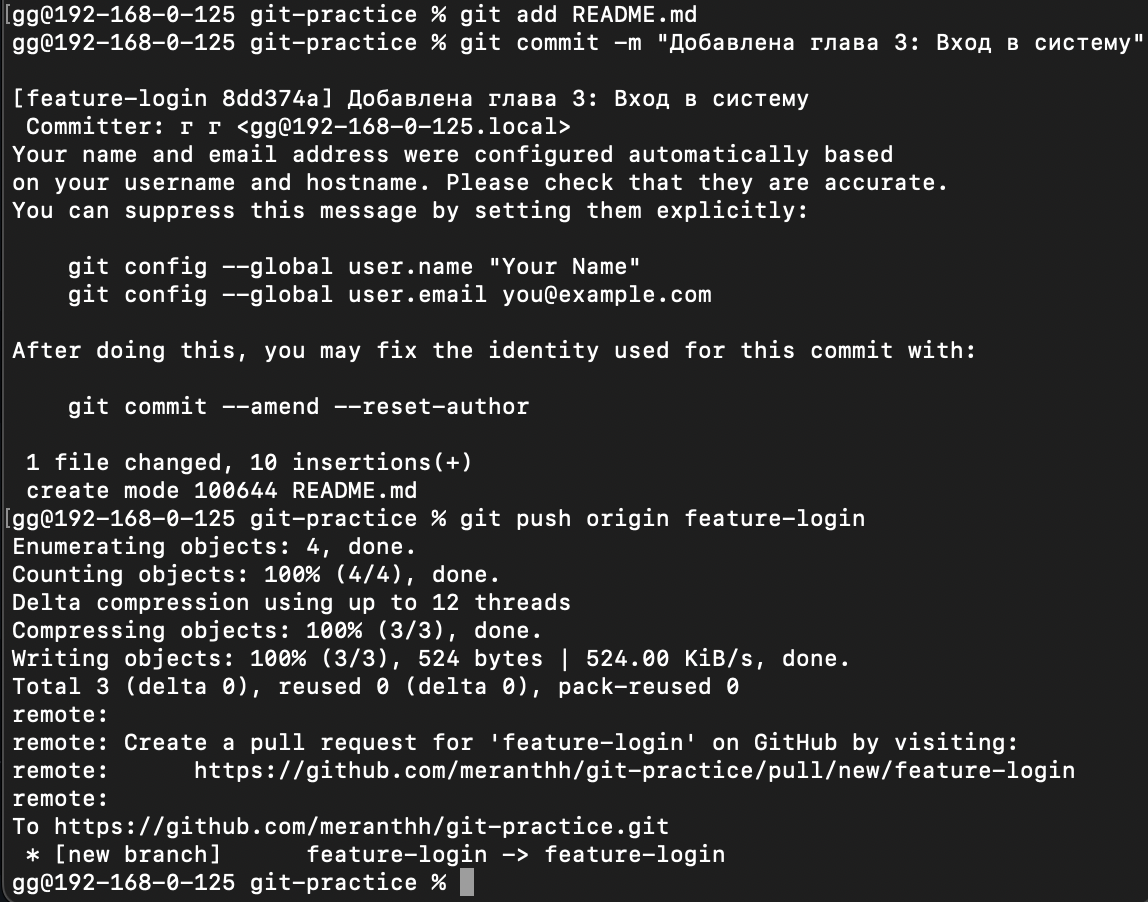 [gg@192-168-0-125 git-practice % git add README.md
gg@192-168-0-125 git-practice % git commit -m "Добавлена глава 3: Вход в систему"
[feature-login 8dd374a] Добавлена глава 3: Вход в систему
Committer: г г <gg@192-168-0-125.local>
Your name and email address were configured automatically based
on your username and hostname. Please check that they are accurate.
You can suppress this message by setting them explicitly:
git config --global user.name "Your Name"
git config --global user.email you@example.com
After doing this, you may fix the identity used for this commit with:
git commit --amend --reset-author
1 file changed, 10 insertions(+)
create mode 100644 README.md
[gg@192-168-0-125 git-practice % git push origin feature-login
Enumerating objects: 4, done.
Counting objects: 100% (4/4), done.
Delta compression using up to 12 threads
Compressing objects: 100% (3/3), done.
Writing objects: 100% (3/3), 524 bytes | 524.00 KiB/s, done.
Total 3 (delta 0), reused 0 (delta 0), pack-reused 0
remote:
remote: Create a pull request for 'feature-login' on GitHub by visiting:
remote:      https://github.com/meranthh/git-practice/pull/new/feature-login
remote:
To https://github.com/meranthh/git-practice.git
* [new branch]      feature-login -> feature-login
gg@192-168-0-125 git-practice %